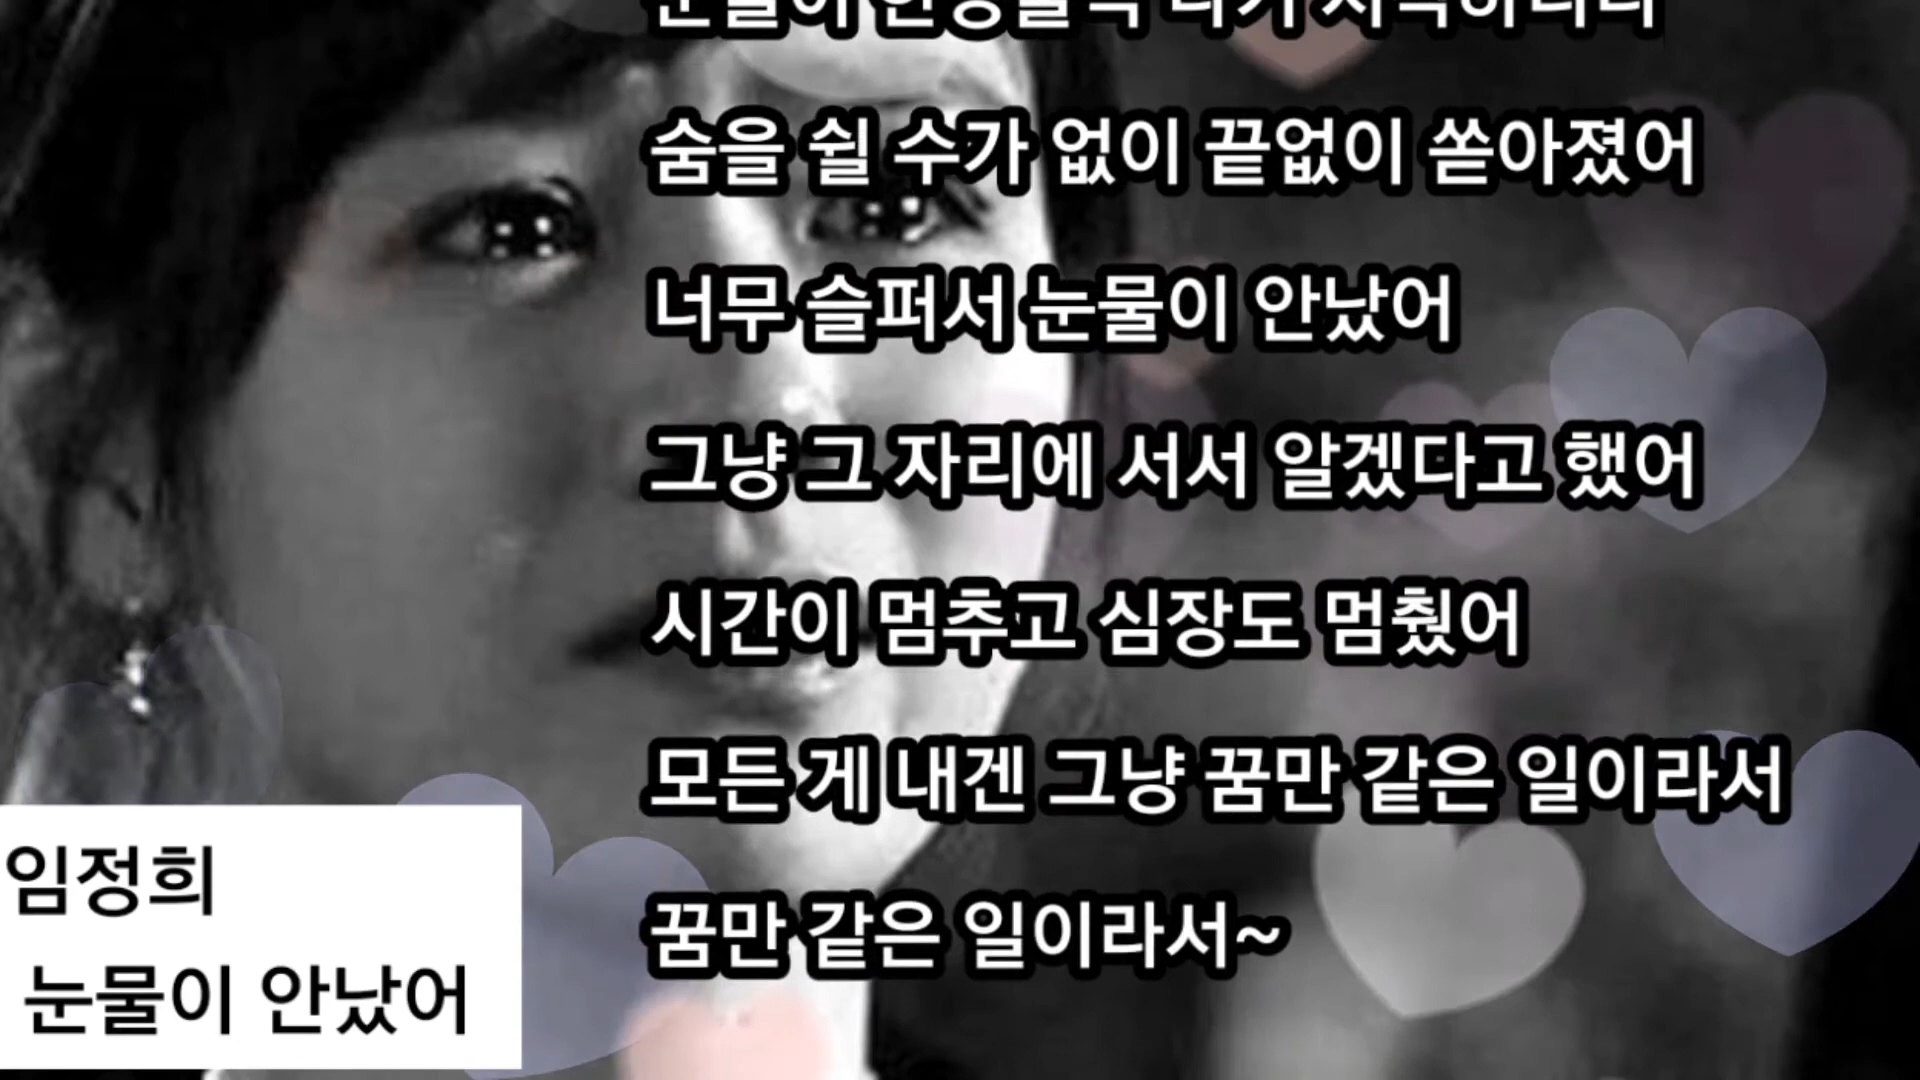 숨을 쉴 수가 없이 끝없이 쏟아졌어
너무 슬퍼서 눈물이 안났어
그냥 그 자리에 서서 알겠다고 했어
시간이 멈추고 심장도 멈췄어
모든 게 내겐 그냥 꿈만 같은 일이라서
꿈만 같은 일이라서~
임정희
눈물이 안났어